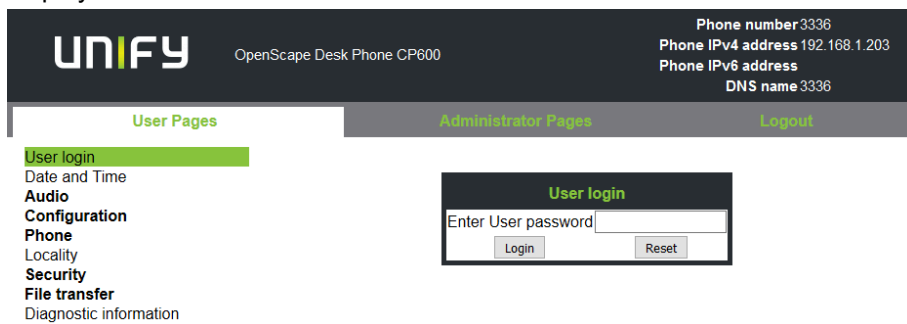 UNIFY
OpenScape Desk Phone CP600
Phone number 3336
Phone IPv4 address 192.168.1.203
Phone IPv6 address
DNS name 3336
User Pages
Administrator Pages
Logout
User login
Date and Time
Audio
Configuration
Phone
Locality
Security
File transfer
Diagnostic information
User login
Enter User password
Login
Reset